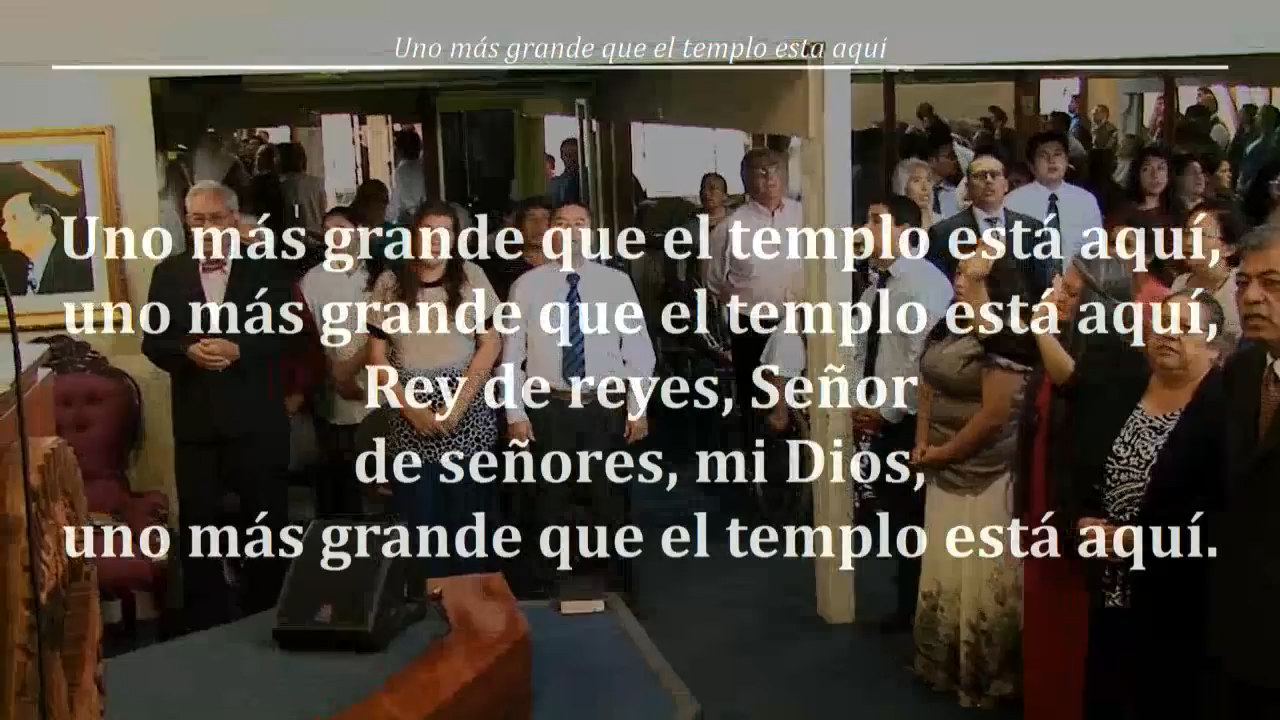 Uno más grande que el templo esta aquí
Uno más grande que el templo está aquí,
uno más grande que el templo está aquí,
Rey de reyes, Señor
de señores, mi Dios,
uno más grande que el templo está aquí.